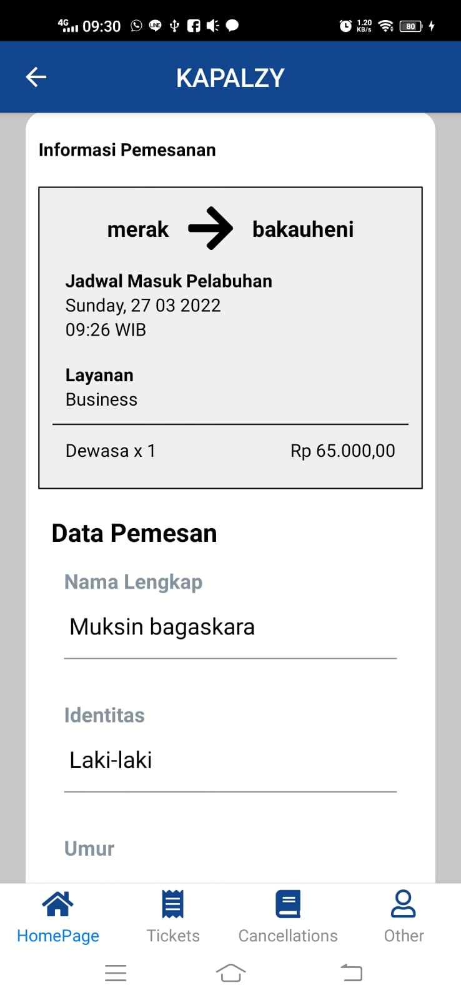 4G 09:30 LINE 1.20 KB/s 80
KAPALZY
Informasi Pemesanan
merak bakauheni
Jadwal Masuk Pelabuhan
Sunday, 27 03 2022
09:26 WIB
Layanan
Business
Dewasa x 1 Rp 65.000,00
Data Pemesan
Nama Lengkap
Muksin bagaskara
Identitas
Laki-laki
Umur
HomePage Tickets Cancellations Other